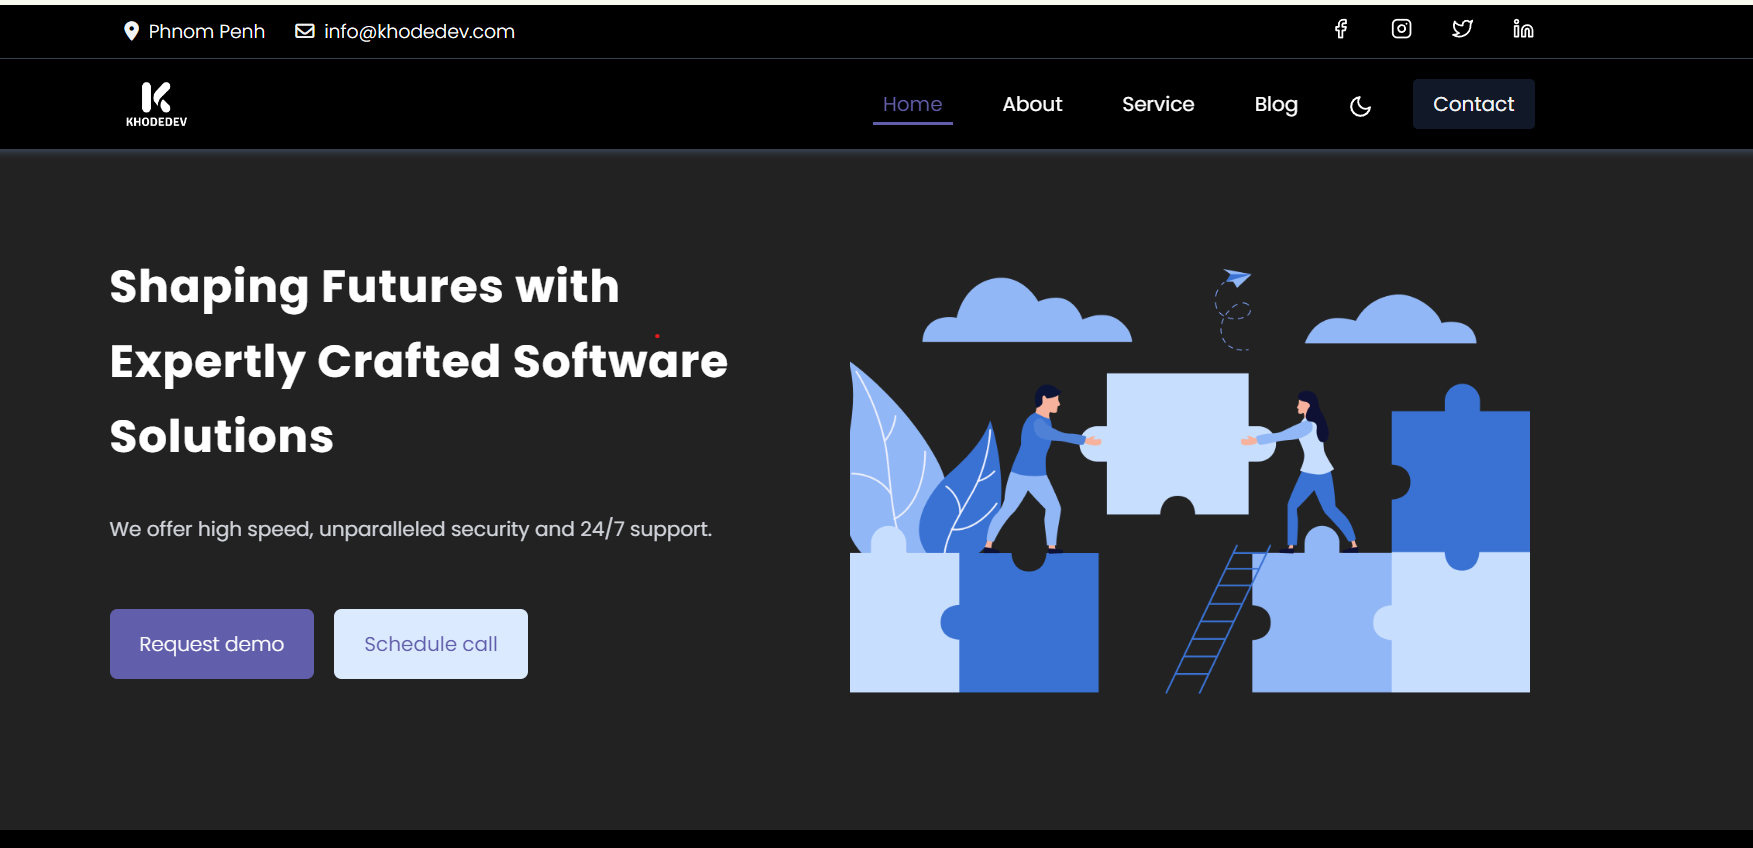 Phnom Penh info@khodedev.com
KHODEDEV
Home About Service Blog Contact
Shaping Futures with
Expertly Crafted Software
Solutions
We offer high speed, unparalleled security and 24/7 support.
Request demo Schedule call